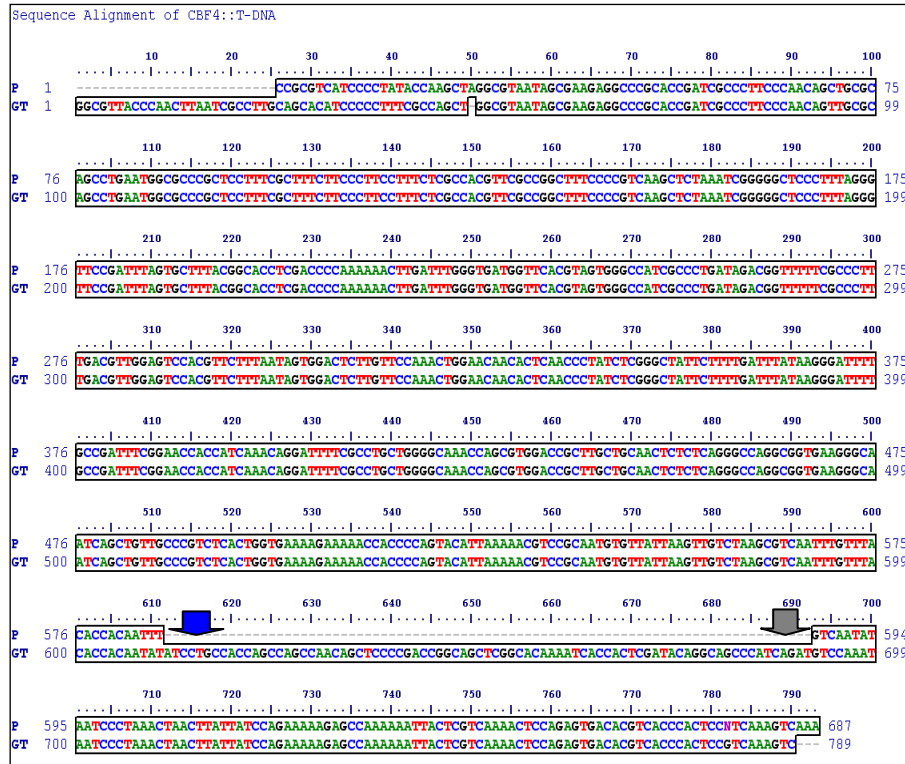 Sequence Alignment of CBF4::T-DNA
10 20 30 40 50 60 70 80 90 100
P 1 -------------------------CCGCGTCATCCCCTATACCAAGCTAGGCGTAATAGCGAAGAGGCCCGCACCGATCGCCCTTCCCAACAGCTGCGC 75
GT 1 GGCGTTACCCAACTTAATCGCCTTGCAGCACATCCCCCTTTCGCCAGCT-GGCGTAATAGCGAAGAGGCCCGCACCGATCGCCCTTCCCAACAGTTGCGC 99
110 120 130 140 150 160 170 180 190 200
P 76 AGCCTGAATGGCGCCCGCTCCTTTCGCTTTCTTCCCTTCCTTTCTCGCCACGTTCGCCGGCTTTCCCCGTCAAGCTCTAAATCGGGGGCTCCCTTTAGGG 175
GT 100 AGCCTGAATGGCGCCCGCTCCTTTCGCTTTCTTCCCTTCCTTTCTCGCCACGTTCGCCGGCTTTCCCCGTCAAGCTCTAAATCGGGGGCTCCCTTTAGGG 199
210 220 230 240 250 260 270 280 290 300
P 176 TTCCGATTTAGTGCTTTACGGCACCTCGACCCCAAAAAACTTGATTTGGGTGATGGTTCACGTAGTGGGCCATCGCCCTGATAGACGGTTTTTCGCCCTT 275
GT 200 TTCCGATTTAGTGCTTTACGGCACCTCGACCCCAAAAAACTTGATTTGGGTGATGGTTCACGTAGTGGGCCATCGCCCTGATAGACGGTTTTTCGCCCTT 299
310 320 330 340 350 360 370 380 390 400
P 276 TGACGTTGGAGTCCACGTTCTTTAATAGTGGACTCTTGTTCCAAACTGGAACAACACTCAACCCTATCTCGGGCTATTCTTTTGATTTATAAGGGATTTT 375
GT 300 TGACGTTGGAGTCCACGTTCTTTAATAGTGGACTCTTGTTCCAAACTGGAACAACACTCAACCCTATCTCGGGCTATTCTTTTGATTTATAAGGGATTTT 399
410 420 430 440 450 460 470 480 490 500
P 376 GCCGATTTCGGAACCACCATCAAACAGGATTTTCGCCTGCTGGGGCAAACCAGCGTGGACCGCTTGCTGCAACTCTCTCAGGGCCAGGCGGTGAAGGGCA 475
GT 400 GCCGATTTCGGAACCACCATCAAACAGGATTTTCGCCTGCTGGGGCAAACCAGCGTGGACCGCTTGCTGCAACTCTCTCAGGGCCAGGCGGTGAAGGGCA 499
510 520 530 540 550 560 570 580 590 600
P 476 ATCAGCTGTTGCCCGTCTCACTGGTGAAAAGAAAAACCACCCCAGTACATTAAAAACGTCCGCAATGTGTTATTAAGTTGTCTAAGCGTCAATTTGTTTA 575
GT 500 ATCAGCTGTTGCCCGTCTCACTGGTGAAAAGAAAAACCACCCCAGTACATTAAAAACGTCCGCAATGTGTTATTAAGTTGTCTAAGCGTCAATTTGTTTA 599
610 620 630 640 650 660 670 680 690 700
P 576 CACCACAATTT---------------------------------------------------------------------------------GTCAATAT 594
GT 600 CACCACAATATATCCTGCCACCAGCCAGCCAACAGCTCCCCGACCGGCAGCTCGGCACAAAATCACCACTCGATACAGGCAGCCCATCAGATGTCCAAAT 699
710 720 730 740 750 760 770 780 790
P 595 AATCCCTAAACTAACTTATTATCCAGAAAAAGAGCCAAAAAATTACTCGTCAAAACTCCAGAGTGACACGTCACCCACTCCNTCAAAGTCAAA 687
GT 700 AATCCCTAAACTAACTTATTATCCAGAAAAAGAGCCAAAAAATTACTCGTCAAAACTCCAGAGTGACACGTCACCCACTCCGTCAAAGTC--- 789